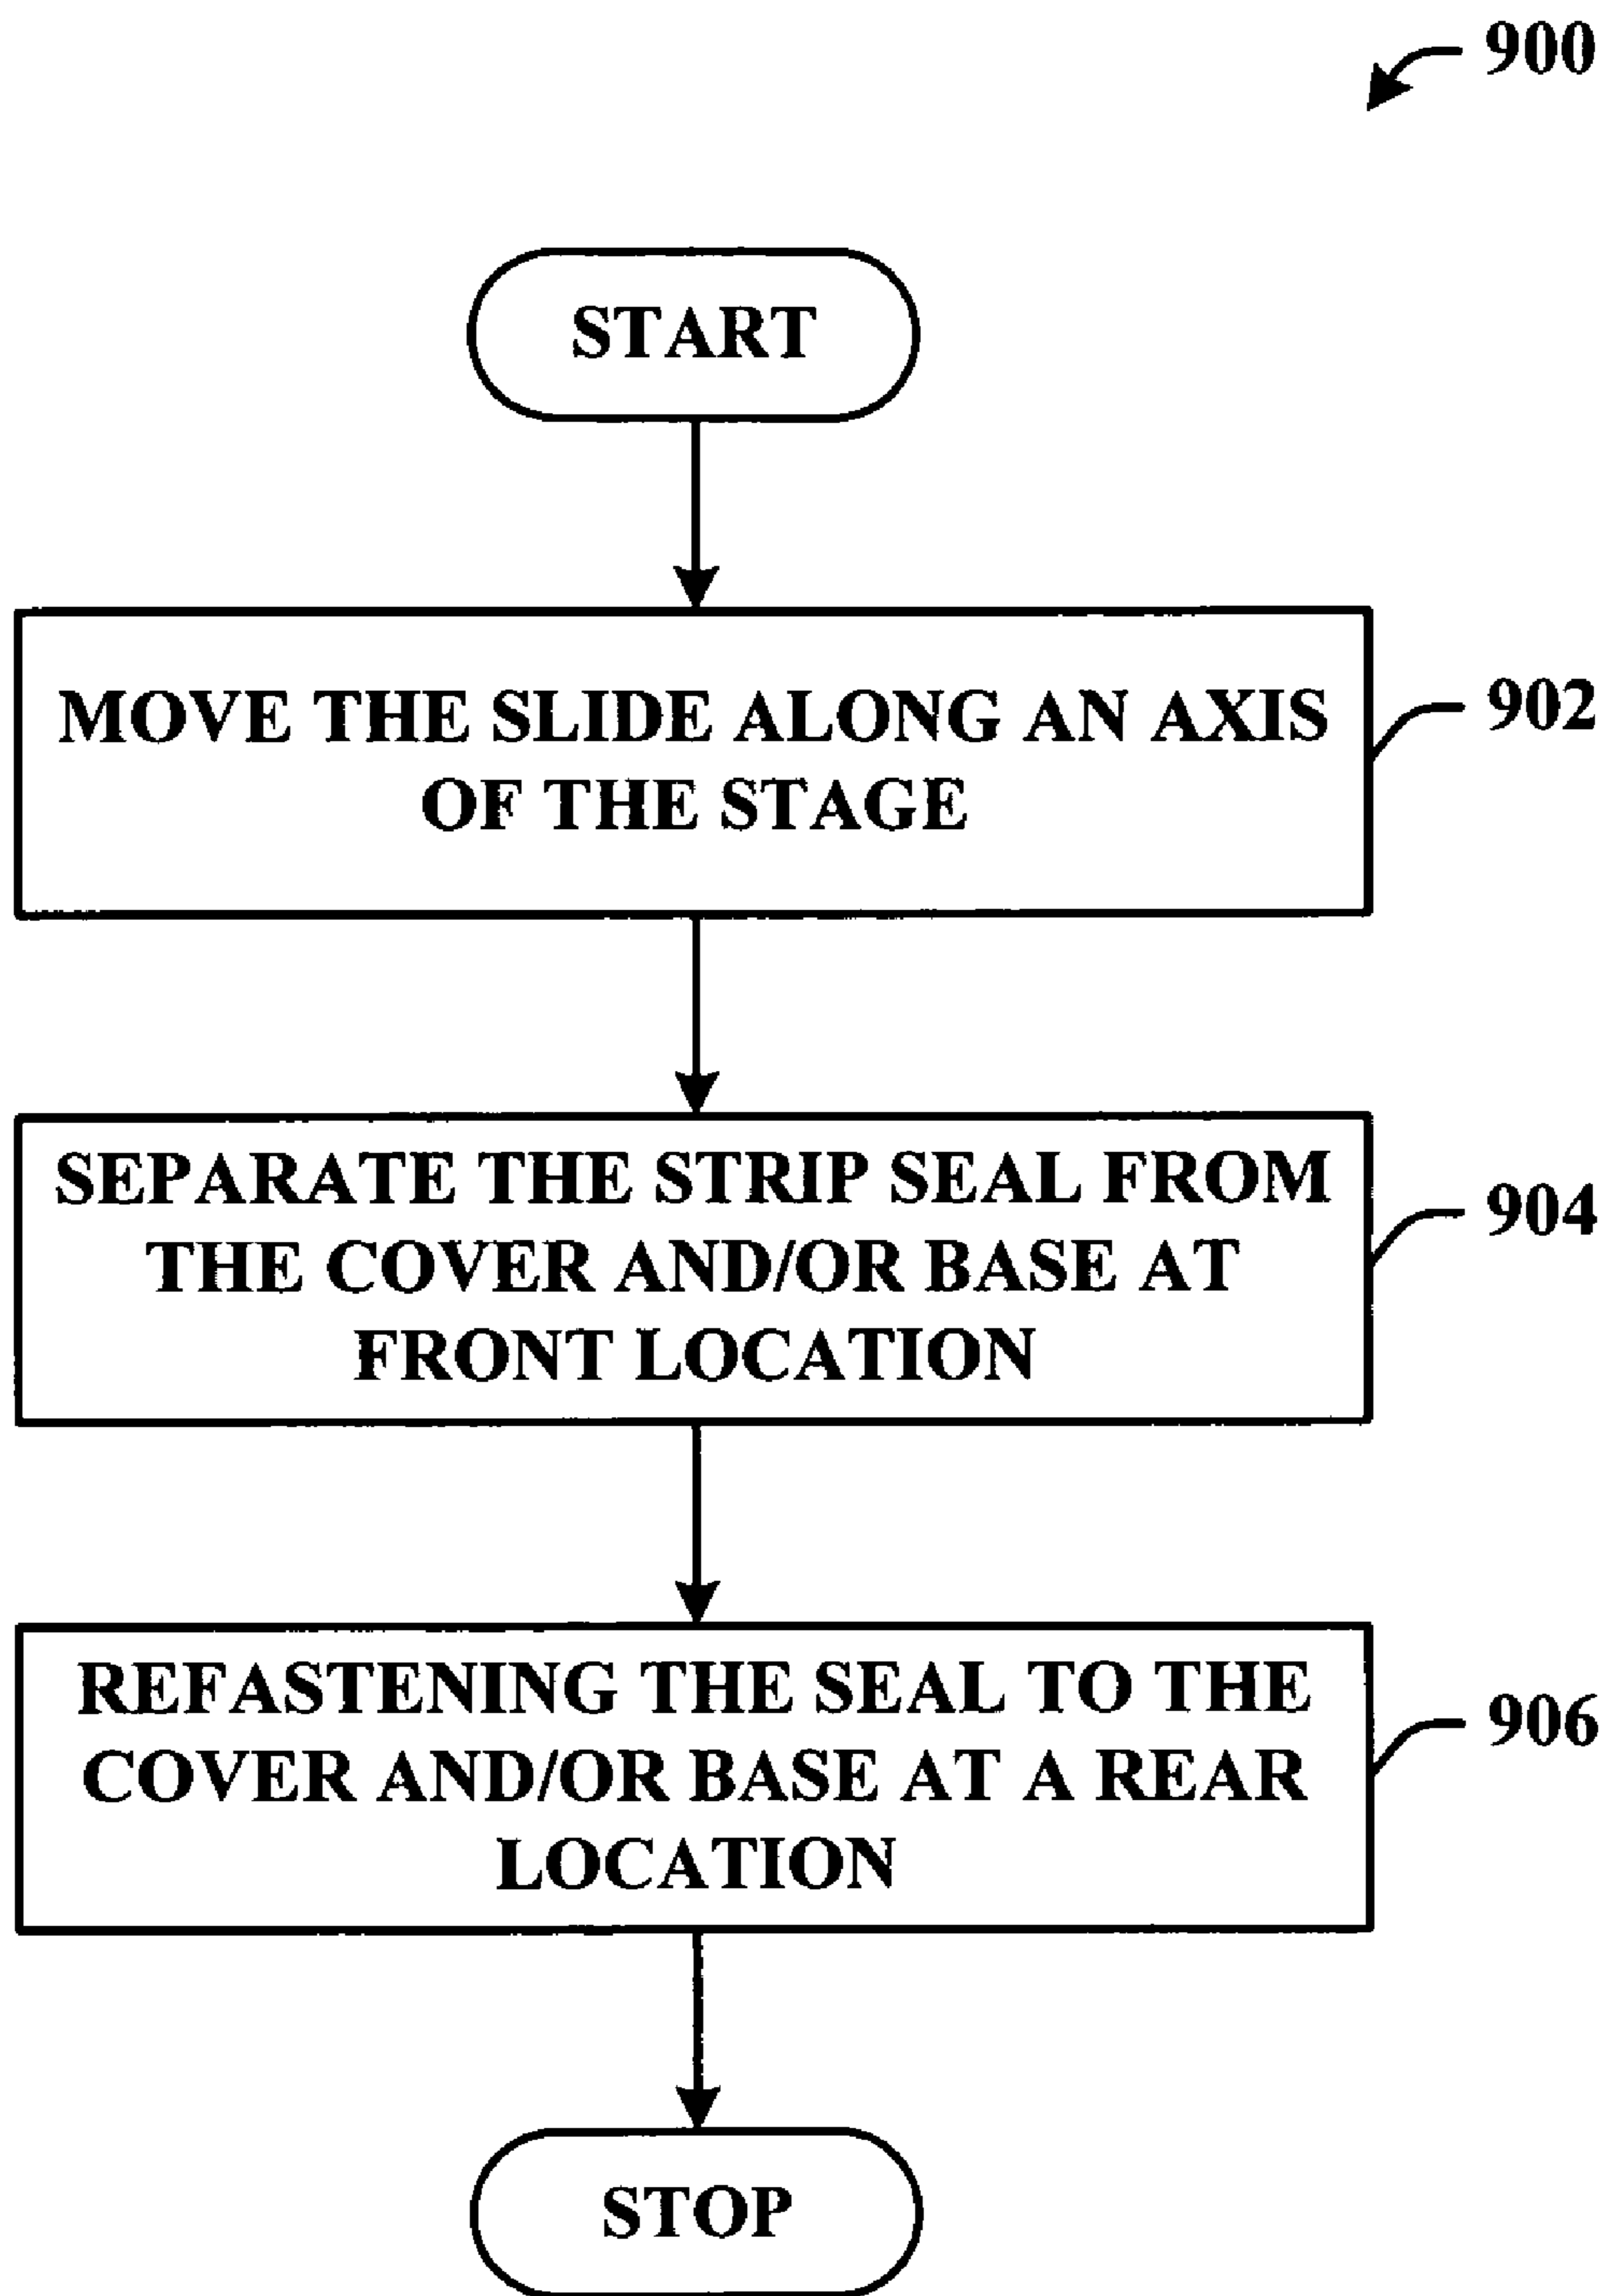 900
START
MOVE THE SLIDE ALONG AN AXIS
OF THE STAGE
902
SEPARATE THE STRIP SEAL FROM
THE COVER AND/OR BASE AT
FRONT LOCATION
904
REFASTENING THE SEAL TO THE
COVER AND/OR BASE AT A REAR
LOCATION
906
STOP